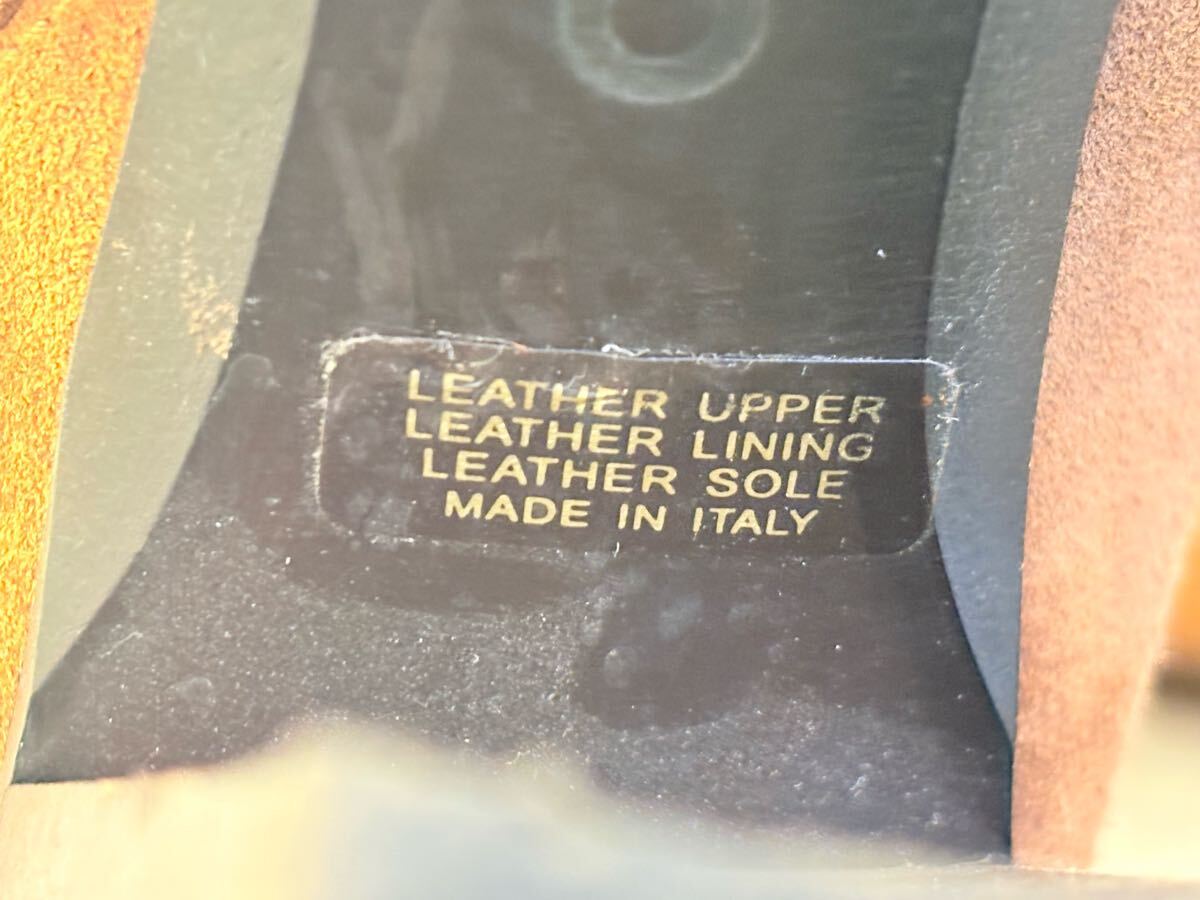 LEATHER UPPER
LEATHER LINING
LEATHER SOLE
MADE IN ITALY